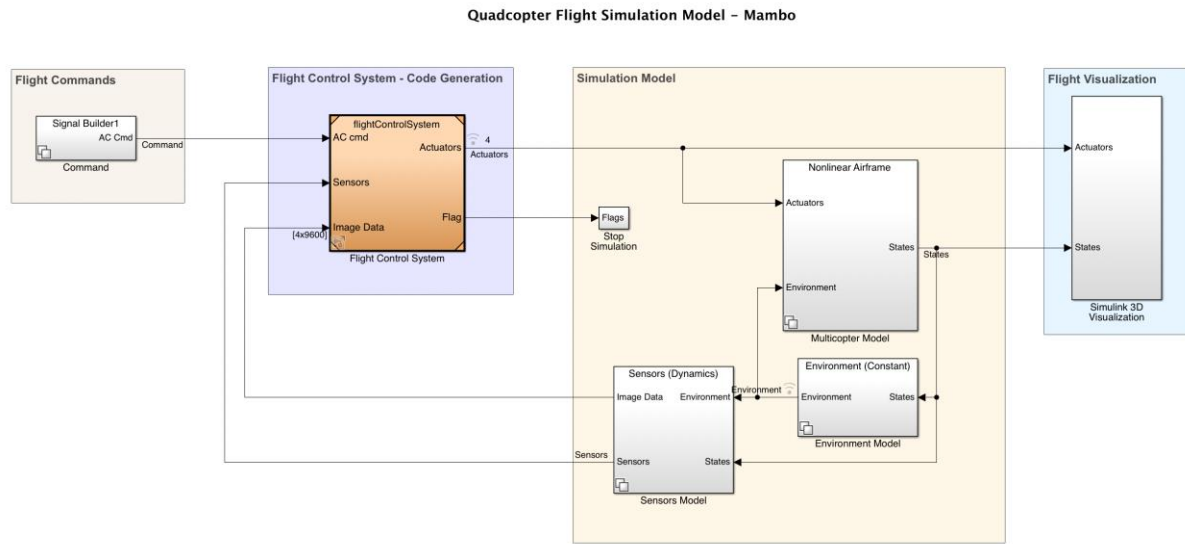 Quadcopter Flight Simulation Model - Mambo
Flight Commands
Signal Builder1
AC Cmd
Command
Command
Flight Control System - Code Generation
flightControlSystem
AC cmd
Actuators
4
Actuators
Sensors
Flag
Image Data
[4x9600]
Flight Control System
Simulation Model
Flags
Stop
Simulation
Nonlinear Airframe
Actuators
States
States
Environment
Multicopter Model
Sensors (Dynamics)
Image Data
Environment
Sensors
Sensors
States
Sensors Model
Environment
Environment (Constant)
Environment
States
Environment Model
Flight Visualization
Actuators
States
Simulink 3D
Visualization